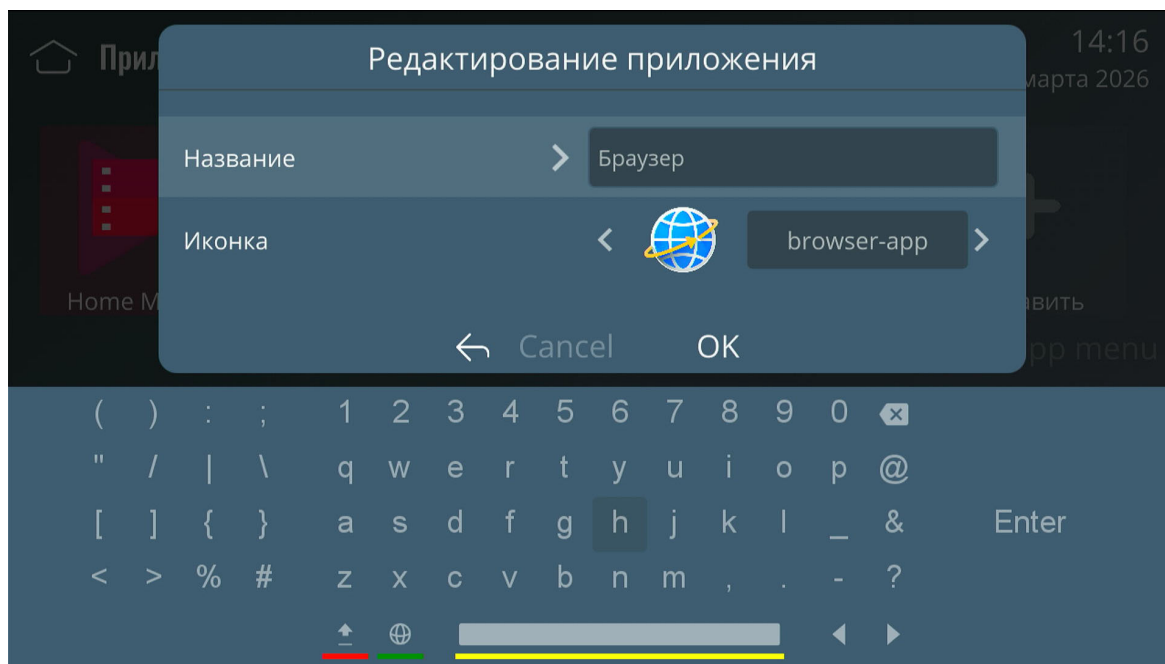 Прил
Редактирование приложения
14:16
марта 2026
Название
Браузер
Иконка
browser-app
Home M
авить
Cancel OK
pp menu
( ) : ; 1 2 3 4 5 6 7 8 9 0
" / | \ q w e r t y u i o p @
[ ] { } a s d f g h j k l _ & Enter
< > % # z x c v b n m , . - ?